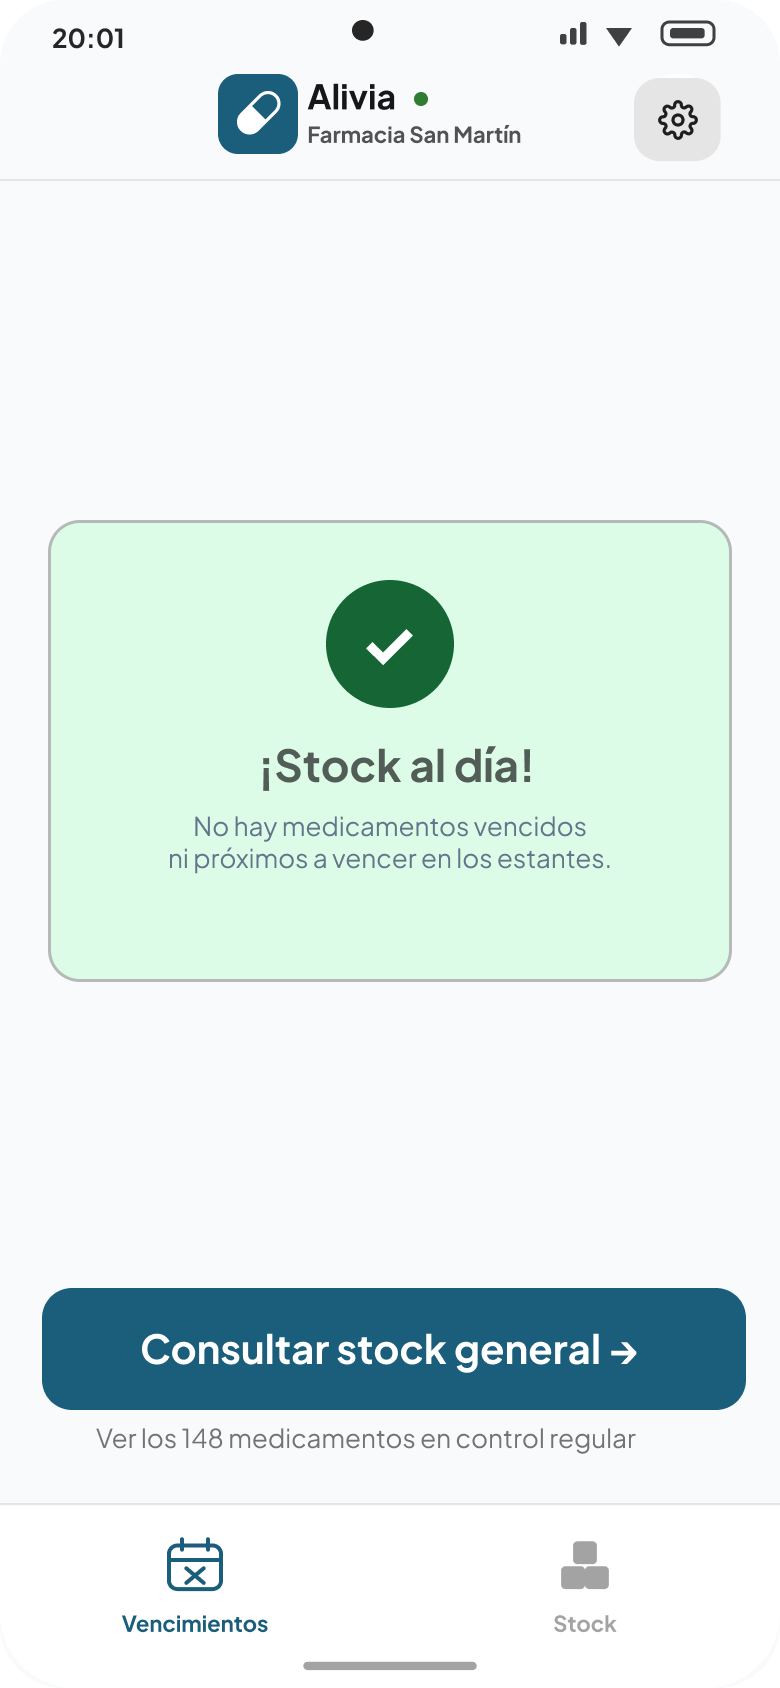 20:01
Alivia
Farmacia San Martín
¡Stock al día!
No hay medicamentos vencidos
ni próximos a vencer en los estantes.
Consultar stock general →
Ver los 148 medicamentos en control regular
Vencimientos
Stock